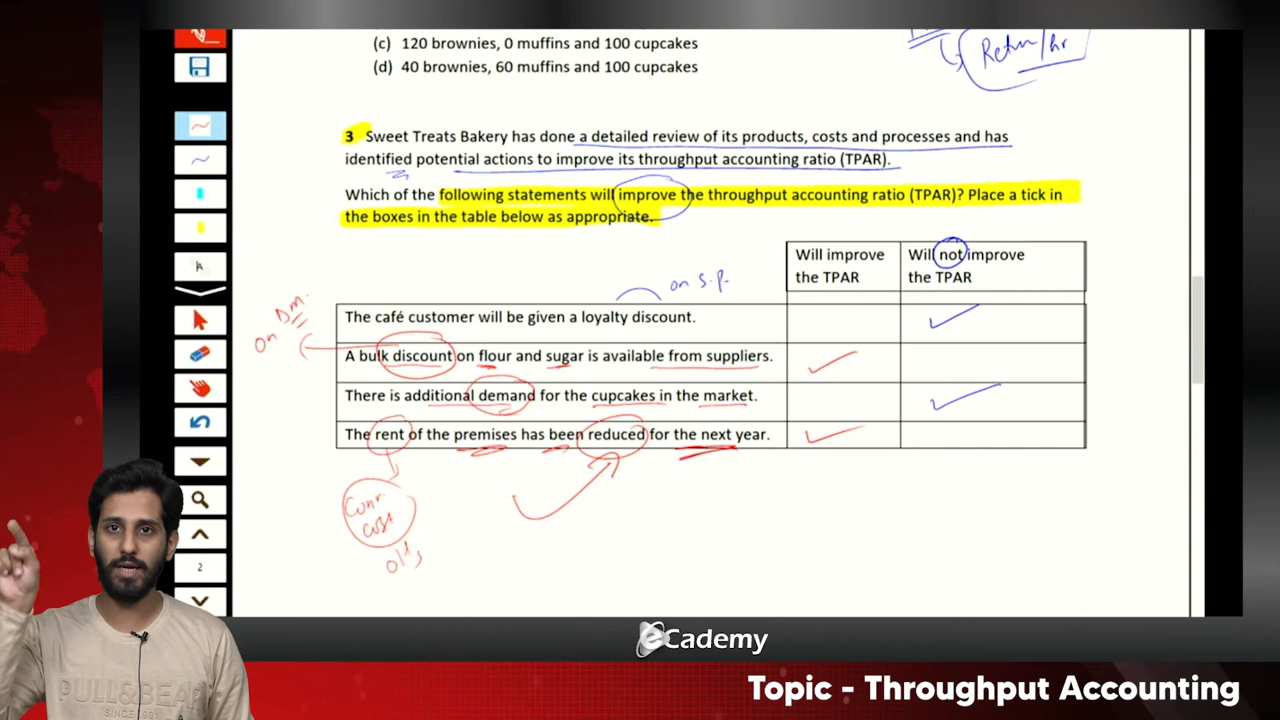 (c) 120 brownies, 0 muffins and 100 cupcakes
(d) 40 brownies, 60 muffins and 100 cupcakes
Return/hr
3 Sweet Treats Bakery has done a detailed review of its products, costs and processes and has
identified potential actions to improve its throughput accounting ratio (TPAR).
Which of the following statements will improve the throughput accounting ratio (TPAR)? Place a tick in
the boxes in the table below as appropriate.
Will improve
the TPAR
Will not improve
the TPAR
on s.p.
The café customer will be given a loyalty discount.
on Dm.
A bulk discount on flour and sugar is available from suppliers.
There is additional demand for the cupcakes in the market.
The rent of the premises has been reduced for the next year.
Conv.
cost
2
PULL&BEAR
eCademy
Topic - Throughput Accounting